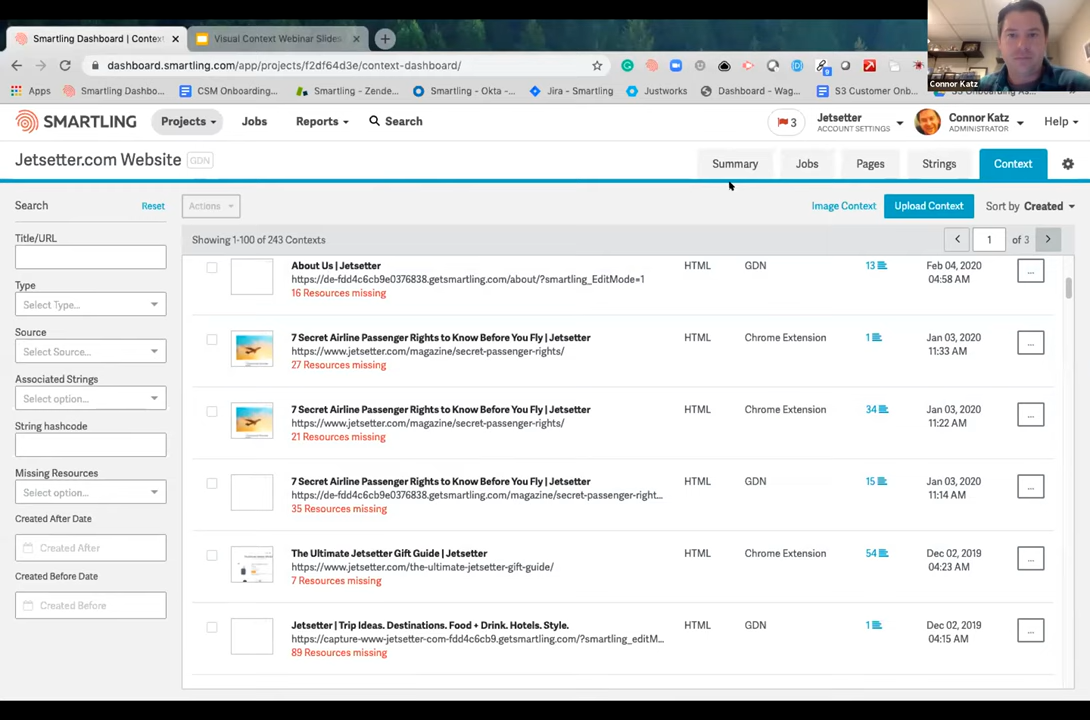 Smartling Dashboard | Contex
Visual Context Webinar Slides
dashboard.smartling.com/app/projects/f2df64d3e/context-dashboard/
Connor Katz
Apps
Smartling Dashbo...
CSM Onboarding...
Smartling - Zende...
Smartling - Okta -...
Jira - Smartling
Justworks
Dashboard - Wag...
S3 Customer Onb...
S3 Onboarding As...
SMARTLING
Projects
Jobs
Reports
Search
3
Jetsetter
ACCOUNT SETTINGS
Connor Katz
ADMINISTRATOR
Help
Jetsetter.com Website
GDN
Summary
Jobs
Pages
Strings
Context
Search
Reset
Actions
Image Context
Upload Context
Sort by Created
Title/URL
Showing 1-100 of 243 Contexts
1 of 3
Type
Select Type...
Source
Select Source...
Associated Strings
Select option...
String hashcode
Missing Resources
Select option...
Created After Date
Created After
Created Before Date
Created Before
About Us | Jetsetter
https://de-fdd4c6cb9e0376838.getsmartling.com/about/?smartling_EditMode=1
16 Resources missing
HTML
GDN
13
Feb 04, 2020
04:58 AM
...
7 Secret Airline Passenger Rights to Know Before You Fly | Jetsetter
https://www.jetsetter.com/magazine/secret-passenger-rights/
27 Resources missing
HTML
Chrome Extension
1
Jan 03, 2020
11:33 AM
...
7 Secret Airline Passenger Rights to Know Before You Fly | Jetsetter
https://www.jetsetter.com/magazine/secret-passenger-rights/
21 Resources missing
HTML
Chrome Extension
34
Jan 03, 2020
11:22 AM
...
7 Secret Airline Passenger Rights to Know Before You Fly | Jetsetter
https://de-fdd4c6cb9e0376838.getsmartling.com/magazine/secret-passenger-right...
35 Resources missing
HTML
GDN
15
Jan 03, 2020
11:14 AM
...
The Ultimate Jetsetter Gift Guide | Jetsetter
https://www.jetsetter.com/the-ultimate-jetsetter-gift-guide/
7 Resources missing
HTML
Chrome Extension
54
Dec 02, 2019
04:23 AM
...
Jetsetter | Trip Ideas. Destinations. Food + Drink. Hotels. Style.
https://capture-www-jetsetter-com-fdd4c6cb9.getsmartling.com/?smartling_editM...
89 Resources missing
HTML
GDN
1
Dec 02, 2019
04:15 AM
...